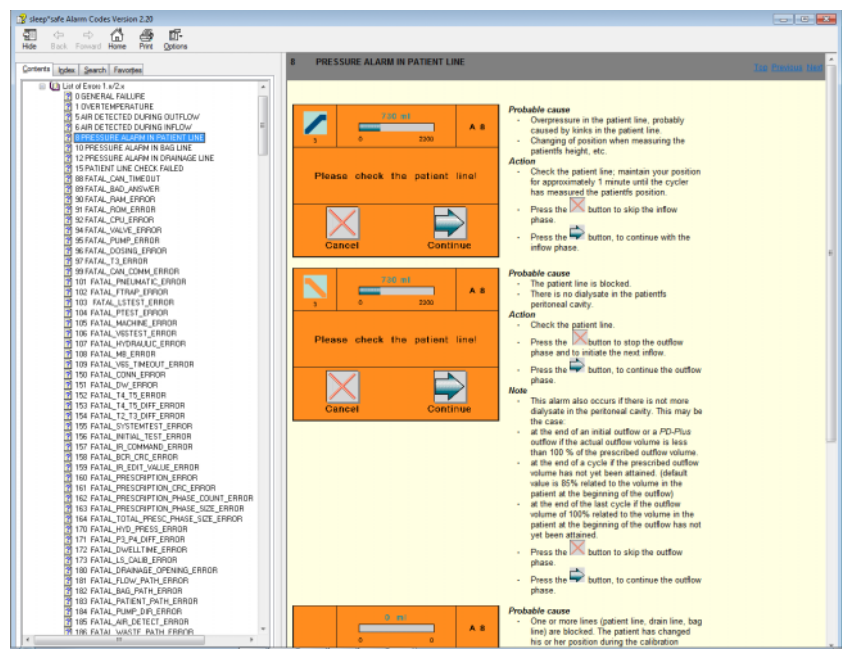 sleep°safe Alarm Codes Version 2.20
Hide Back Forward Home Print Options
Contents Index Search Favorites
List of Errors 1.x/2.x
0 GENERAL FAILURE
1 OVERTEMPERATURE
5 AIR DETECTED DURING OUTFLOW
6 AIR DETECTED DURING INFLOW
8 PRESSURE ALARM IN PATIENT LINE
10 PRESSURE ALARM IN BAG LINE
12 PRESSURE ALARM IN DRAINAGE LINE
15 PATIENT LINE CHECK FAILED
88 FATAL_CAN_TIMEOUT
89 FATAL_BAD_ANSWER
90 FATAL_RAM_ERROR
91 FATAL_ROM_ERROR
92 FATAL_CPU_ERROR
94 FATAL_VALVE_ERROR
95 FATAL_PUMP_ERROR
96 FATAL_DOSING_ERROR
97 FATAL_T3_ERROR
99 FATAL_CAN_COMM_ERROR
101 FATAL_PNEUMATIC_ERROR
102 FATAL_FTRAP_ERROR
103 FATAL_LSTEST_ERROR
104 FATAL_PTEST_ERROR
105 FATAL_MACHINE_ERROR
106 FATAL_V6STEST_ERROR
107 FATAL_HYDRAULIC_ERROR
108 FATAL_MB_ERROR
109 FATAL_V6S_TIMEOUT_ERROR
150 FATAL_CONN_ERROR
151 FATAL_DW_ERROR
152 FATAL_T4_T5_ERROR
153 FATAL_T4_T5_DIFF_ERROR
154 FATAL_T2_T3_DIFF_ERROR
155 FATAL_SYSTEMTEST_ERROR
156 FATAL_INITIAL_TEST_ERROR
157 FATAL_IR_COMMAND_ERROR
158 FATAL_BCR_CRC_ERROR
159 FATAL_IR_EDIT_VALUE_ERROR
160 FATAL_PRESCRIPTION_ERROR
161 FATAL_PRESCRIPTION_CRC_ERROR
162 FATAL_PRESCRIPTION_PHASE_COUNT_ERROR
163 FATAL_PRESCRIPTION_PHASE_SIZE_ERROR
164 FATAL_TOTAL_PRESC_PHASE_SIZE_ERROR
170 FATAL_HYD_PRESS_ERROR
171 FATAL_P3_P4_DIFF_ERROR
172 FATAL_DWELLTIME_ERROR
173 FATAL_LS_CALIB_ERROR
180 FATAL_DRAINAGE_OPENING_ERROR
181 FATAL_FLOW_PATH_ERROR
182 FATAL_BAG_PATH_ERROR
183 FATAL_PATIENT_PATH_ERROR
184 FATAL_PUMP_DIR_ERROR
185 FATAL_AIR_DETECT_ERROR
186 FATAL_WASTE_PATH_ERROR
8 PRESSURE ALARM IN PATIENT LINE
Top Previous Next
730 ml
3 0 2300 A 8
Please check the patient line!
Cancel Continue
Probable cause
- Overpressure in the patient line, probably
caused by kinks in the patient line.
- Changing of position when measuring the
patientfs height, etc.
Action
- Check the patient line; maintain your position
for approximately 1 minute until the cycler
has measured the patientfs position.
- Press the button to skip the inflow
phase.
- Press the button, to continue with the
inflow phase.
730 ml
3 0 2300 A 8
Please check the patient line!
Cancel Continue
Probable cause
- The patient line is blocked.
- There is no dialysate in the patientfs
peritoneal cavity.
Action
- Check the patient line.
- Press the button to stop the outflow
phase and to initiate the next inflow.
- Press the button, to continue the outflow
phase.
Note
- This alarm also occurs if there is not more
dialysate in the peritoneal cavity. This may be
the case:
- at the end of an initial outflow or a PD-Plus
outflow if the actual outflow volume is less
than 100 % of the prescribed outflow volume.
- at the end of a cycle if the prescribed outflow
volume has not yet been attained. (default
value is 85% related to the volume in the
patient at the beginning of the outflow)
- at the end of the last cycle if the outflow
volume of 100% related to the volume in the
patient at the beginning of the outflow has not
yet been attained.
- Press the button to skip the outflow
phase.
- Press the button, to continue the outflow
phase.
0 ml
0 0 A 8
Probable cause
- One or more lines (patient line, drain line, bag
line) are blocked. The patient has changed
his or her position during the calibration